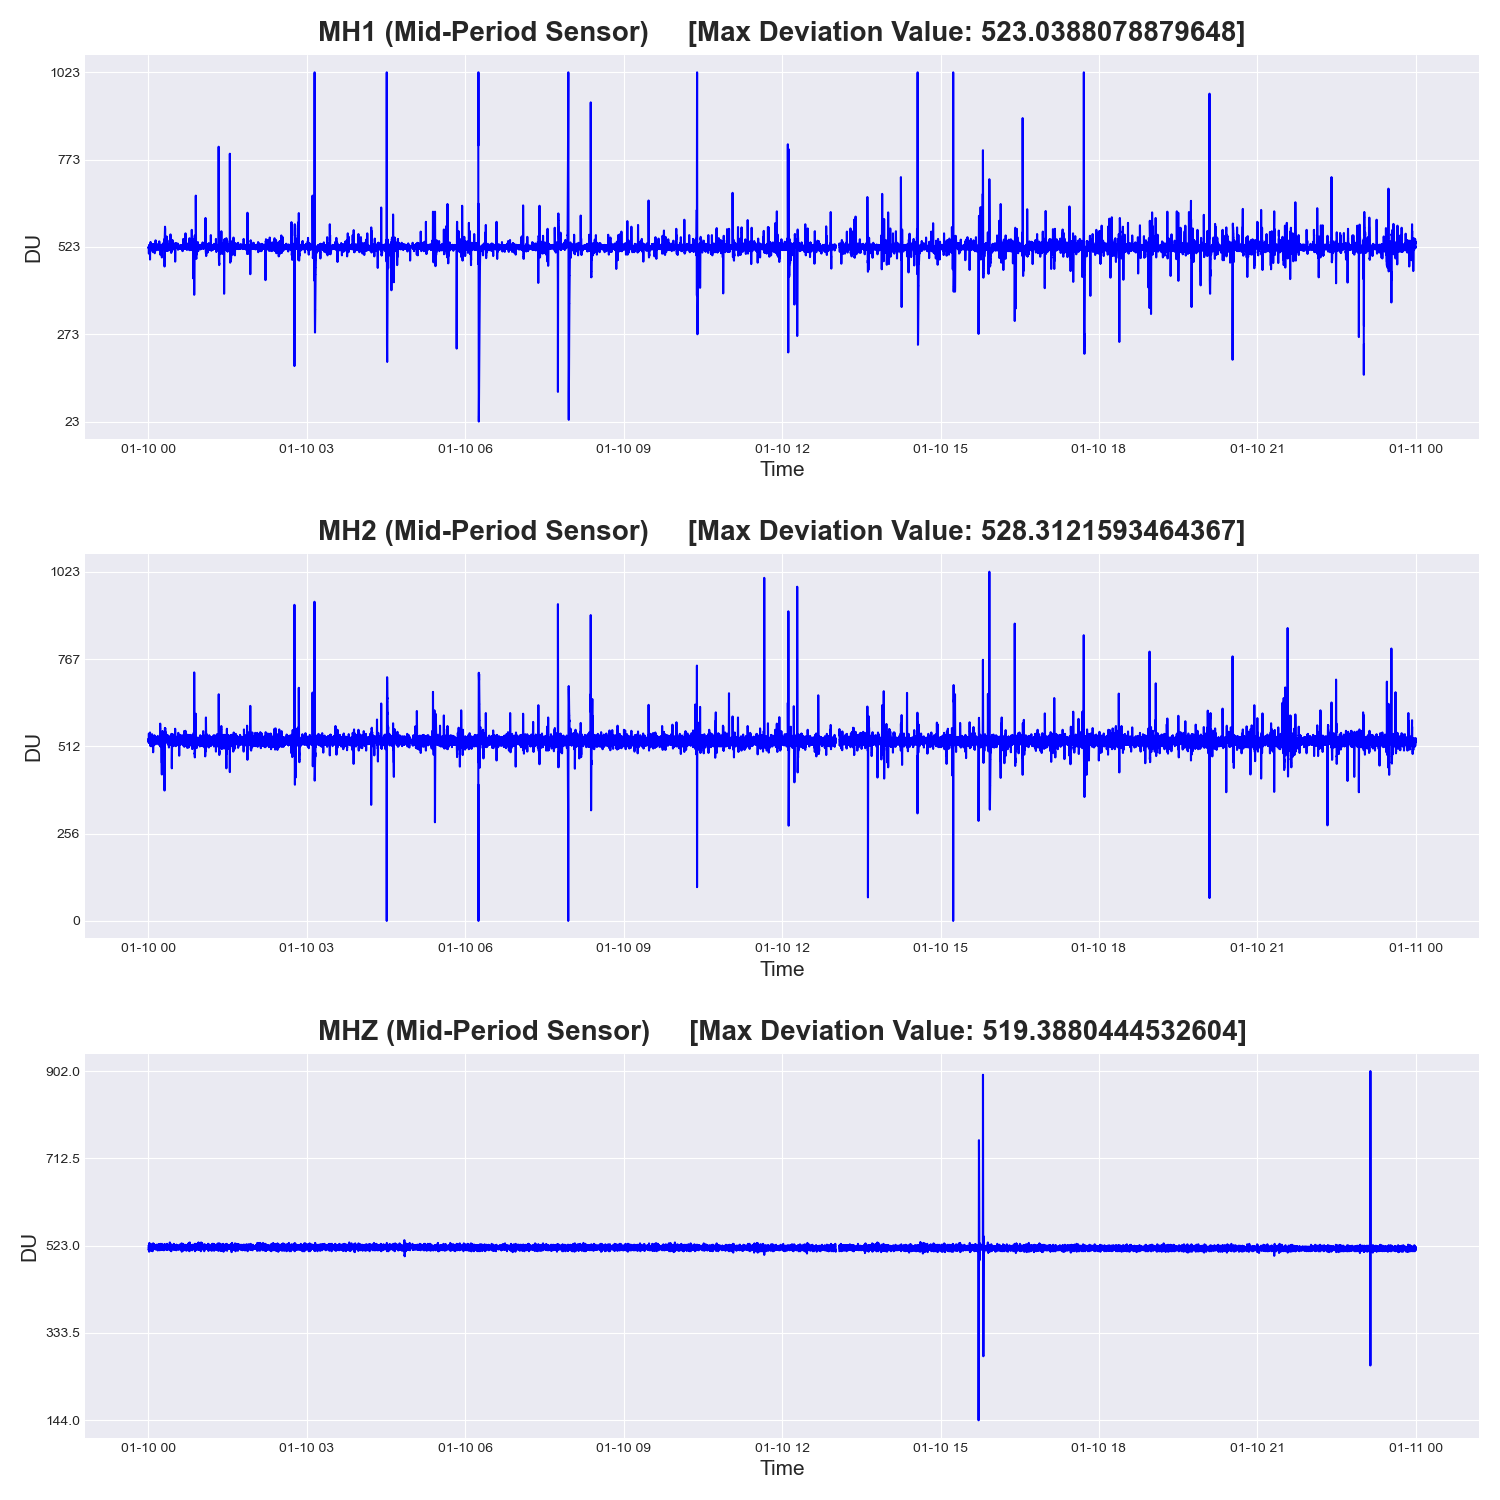 MH1 (Mid-Period Sensor) [Max Deviation Value: 523.0388078879648]
1023
773
523
273
23
DU
01-10 00 01-10 03 01-10 06 01-10 09 01-10 12 01-10 15 01-10 18 01-10 21 01-11 00
Time
MH2 (Mid-Period Sensor) [Max Deviation Value: 528.3121593464367]
1023
767
512
256
0
DU
01-10 00 01-10 03 01-10 06 01-10 09 01-10 12 01-10 15 01-10 18 01-10 21 01-11 00
Time
MHZ (Mid-Period Sensor) [Max Deviation Value: 519.3880444532604]
902.0
712.5
523.0
333.5
144.0
DU
01-10 00 01-10 03 01-10 06 01-10 09 01-10 12 01-10 15 01-10 18 01-10 21 01-11 00
Time